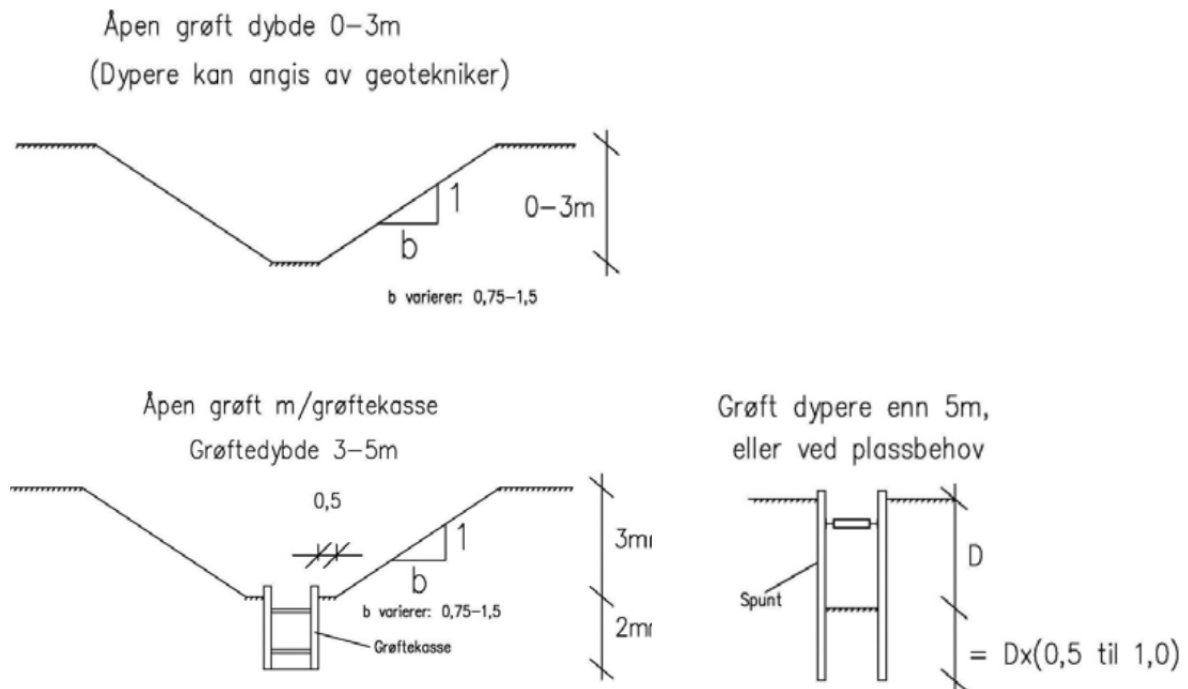 Åpen grøft dybde 0-3m
(Dypere kan angis av geotekniker)
1
b
0-3m
b varierer: 0,75-1,5
Åpen grøft m/grøftekasse
Grøftedybde 3-5m
0,5
1
b
b varierer: 0,75-1,5
Grøftekasse
3m
2m
Grøft dypere enn 5m,
eller ved plassbehov
D
Spunt
= Dx(0,5 til 1,0)